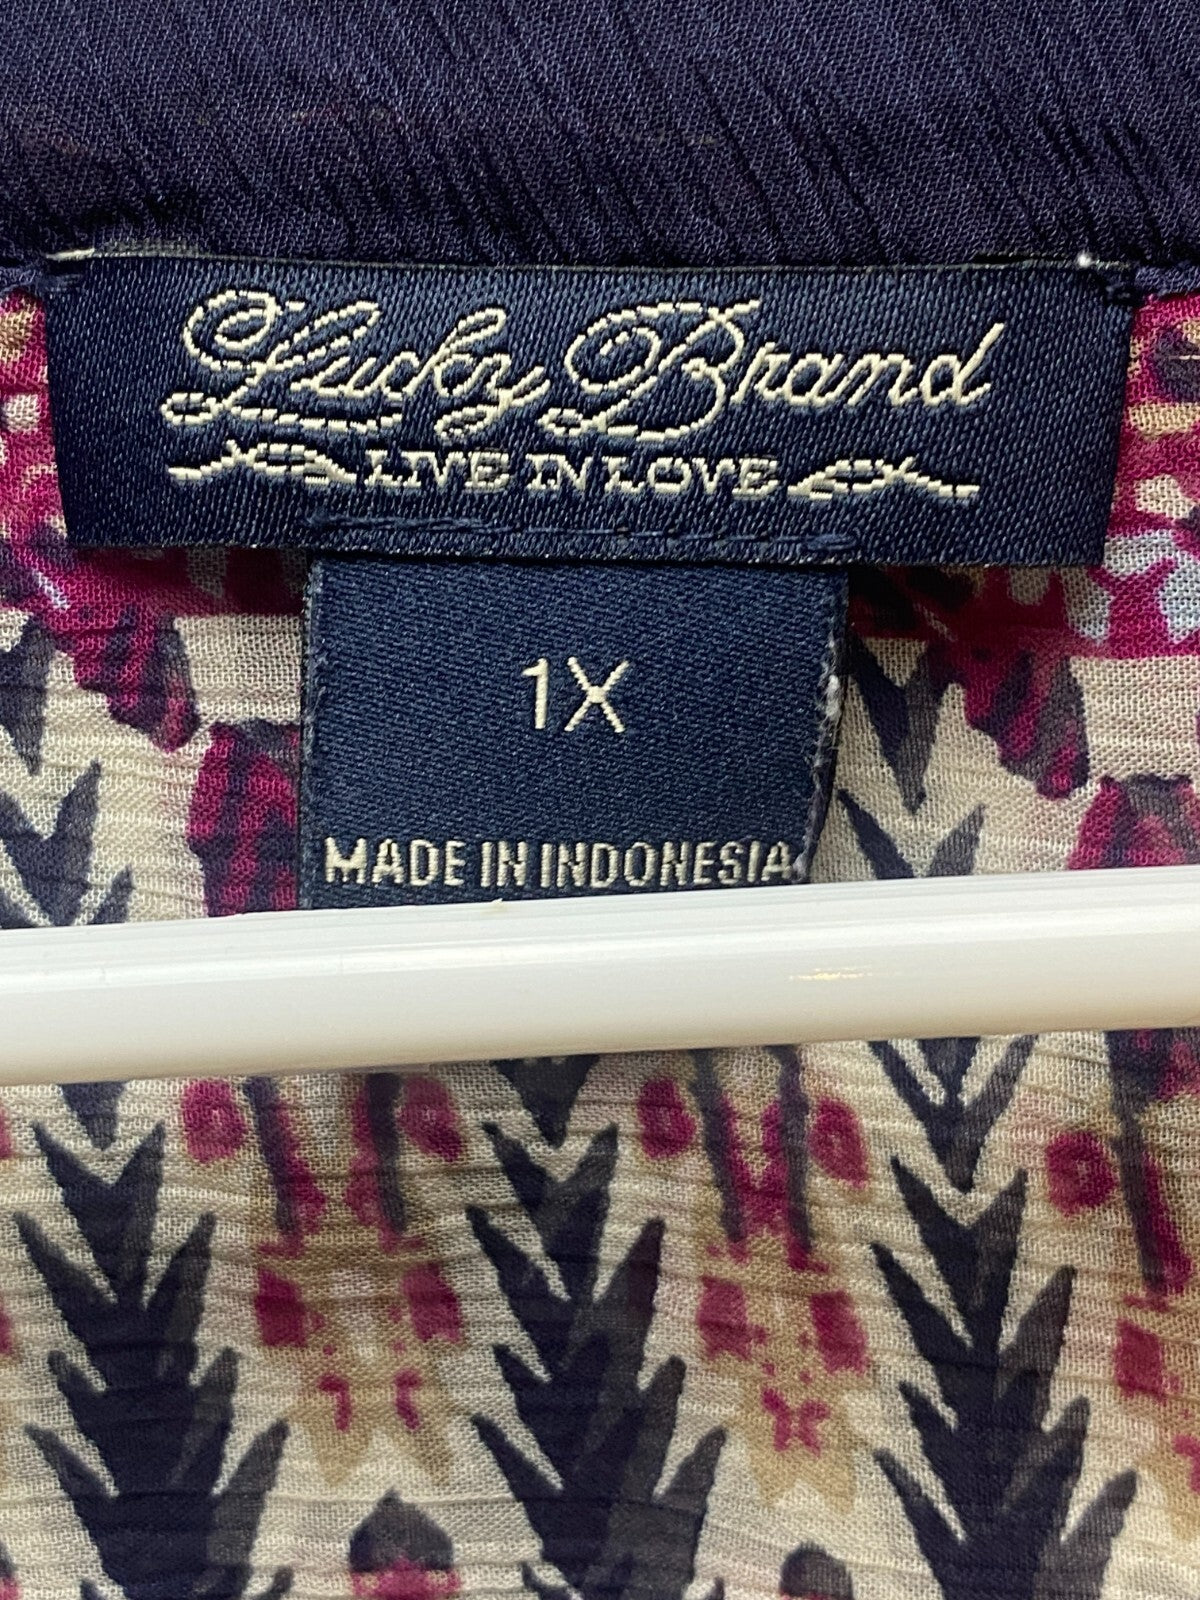 Lucky Brand
LIVE IN LOVE
1X
MADE IN INDONESIA